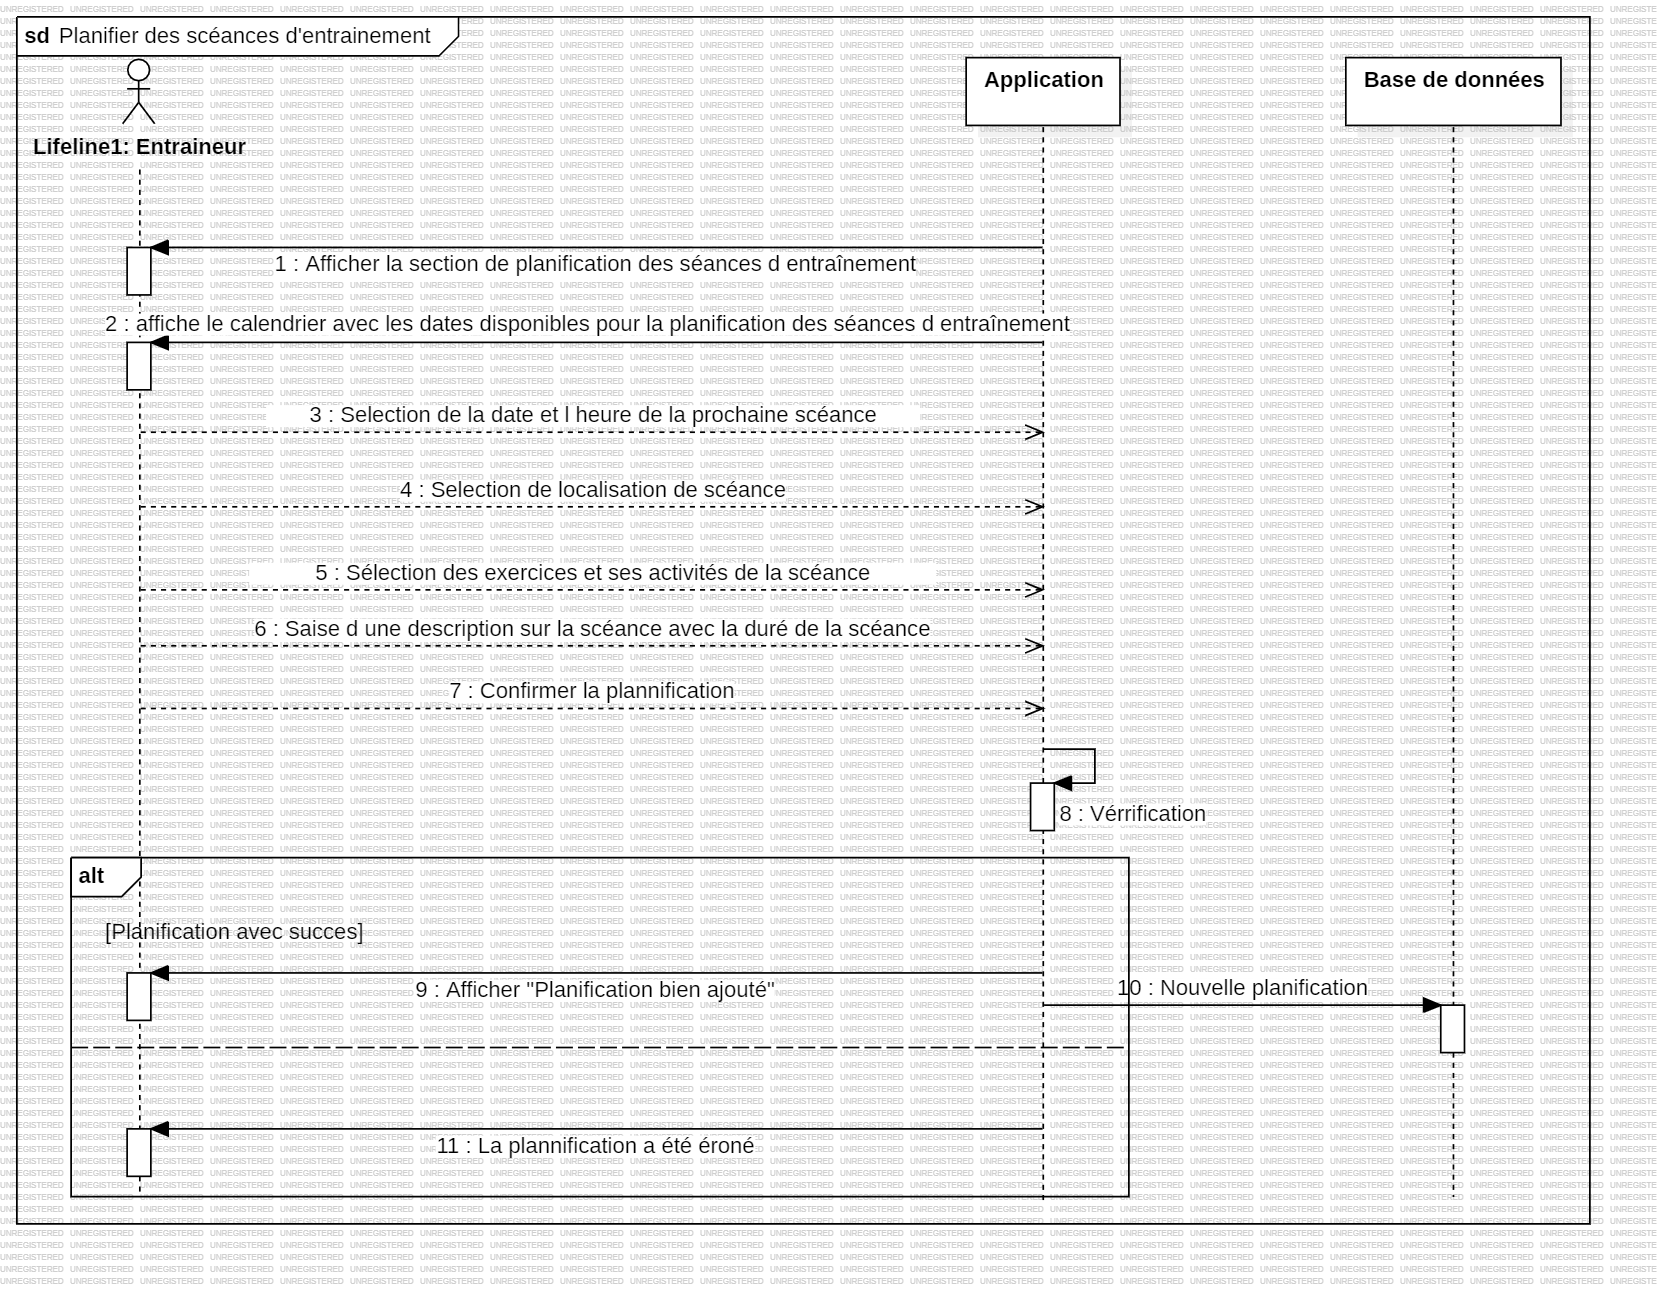 sd Planifier des scéances d'entrainement
Lifeline1: Entraineur
Application
Base de données
1 : Afficher la section de planification des séances d entraînement
2 : affiche le calendrier avec les dates disponibles pour la planification des séances d entraînement
3 : Selection de la date et l heure de la prochaine scéance
4 : Selection de localisation de scéance
5 : Sélection des exercices et ses activités de la scéance
6 : Saise d une description sur la scéance avec la duré de la scéance
7 : Confirmer la plannification
8 : Vérrification
alt
[Planification avec succes]
9 : Afficher "Planification bien ajouté"
10 : Nouvelle planification
11 : La plannification a été éroné
UNREGISTERED